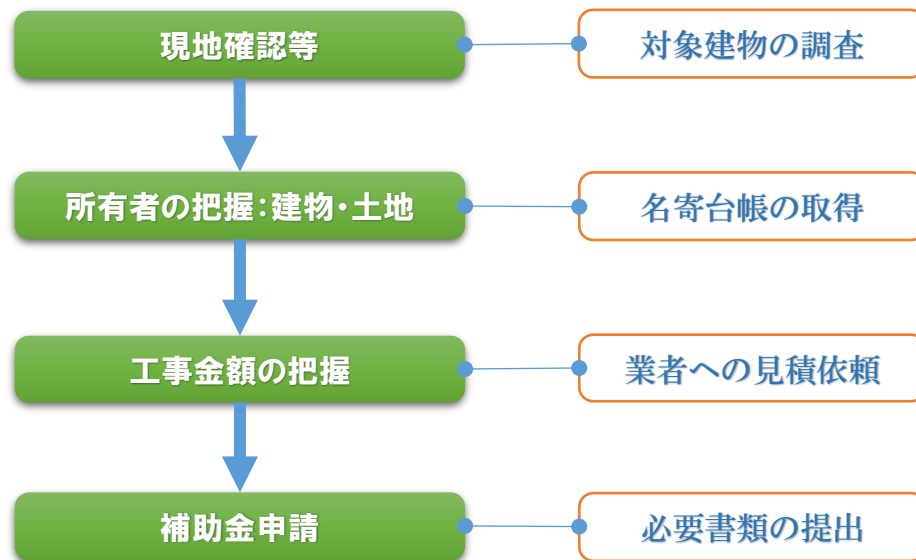 現地確認等
対象建物の調査
所有者の把握：建物・土地
名寄台帳の取得
工事金額の把握
業者への見積依頼
補助金申請
必要書類の提出